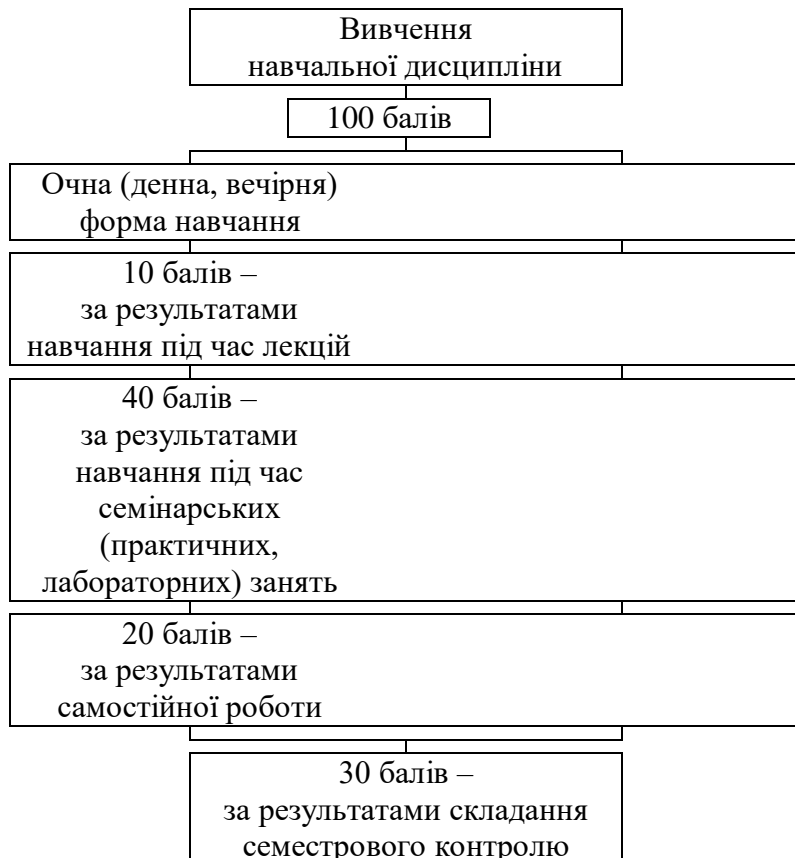 Вивчення
навчальної дисципліни
100 балів
Очна (денна, вечірня)
форма навчання
10 балів –
за результатами
навчання під час лекцій
40 балів –
за результатами
навчання під час
семінарських
(практичних,
лабораторних) занять
20 балів –
за результатами
самостійної роботи
30 балів –
за результатами складання
семестрового контролю